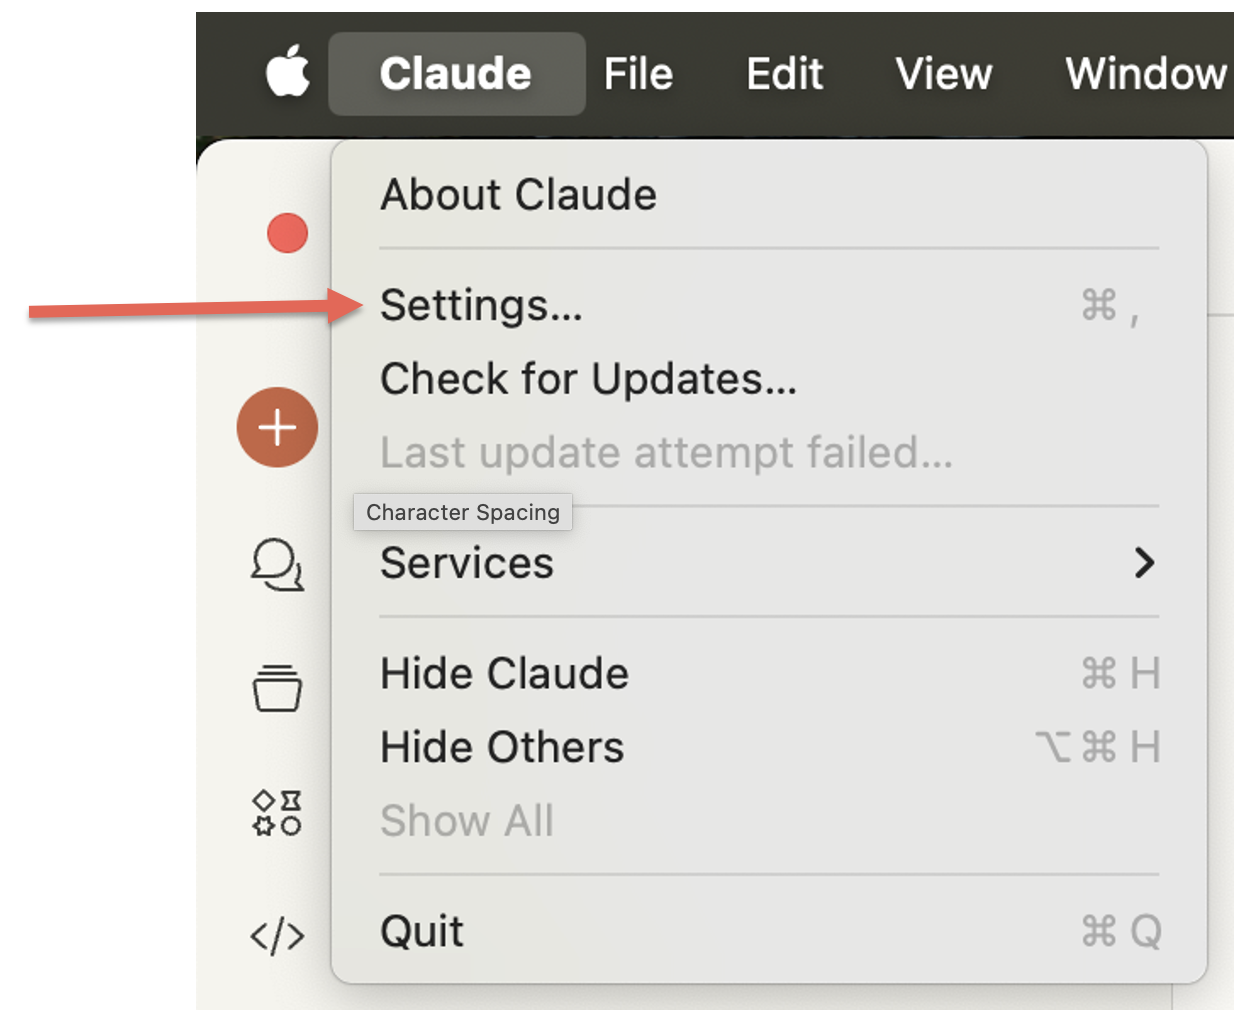 Claude File Edit View Window
About Claude
Settings... ⌘ ,
Check for Updates...
Last update attempt failed...
Character Spacing
Services
Hide Claude ⌘ H
Hide Others ⌥ ⌘ H
Show All
Quit ⌘ Q